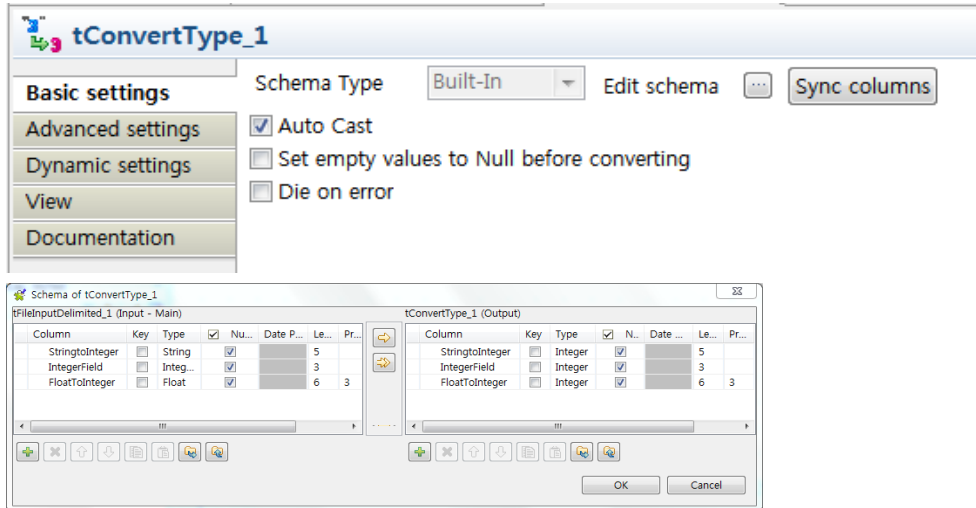 tConvertType_1
Basic settings
Advanced settings
Dynamic settings
View
Documentation
Schema Type Built-In Edit schema ... Sync columns
Auto Cast
Set empty values to Null before converting
Die on error
Schema of tConvertType_1
tFileInputDelimited_1 (Input - Main)
Column Key Type Nu... Date P... Le... Pr...
StringtoInteger String 5
IntegerField Integ... 3
FloatToInteger Float 6 3
tConvertType_1 (Output)
Column Key Type N.. Date ... Le... Pr...
StringtoInteger Integer 5
IntegerField Integer 3
FloatToInteger Integer 6 3
OK Cancel